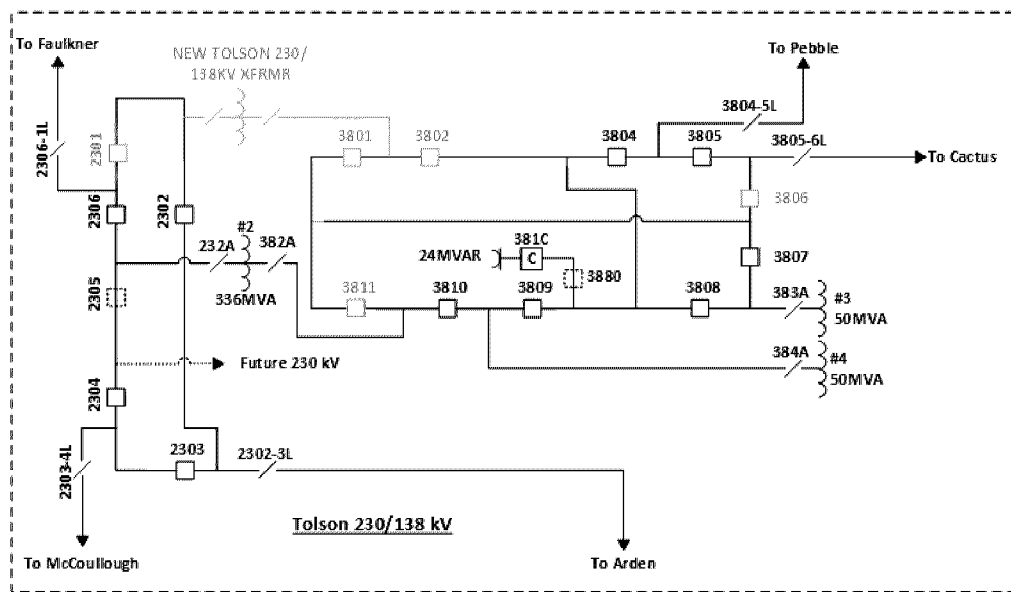 To Faulkner
NEW TOLSON 230/
138KV XFRMR
To Pebble
3804-5L
2306-1L
2301
3801
3802
3804
3805
3805-6L
To Cactus
2306
2302
3806
#2
232A
382A
381C
24MVAR
C
3880
3807
2305
336MVA
3811
3810
3809
3808
383A
#3
50MVA
Future 230 kV
384A
#4
50MVA
2304
2303-4L
2303
2302-3L
Tolson 230/138 kV
To McCoullough
To Arden